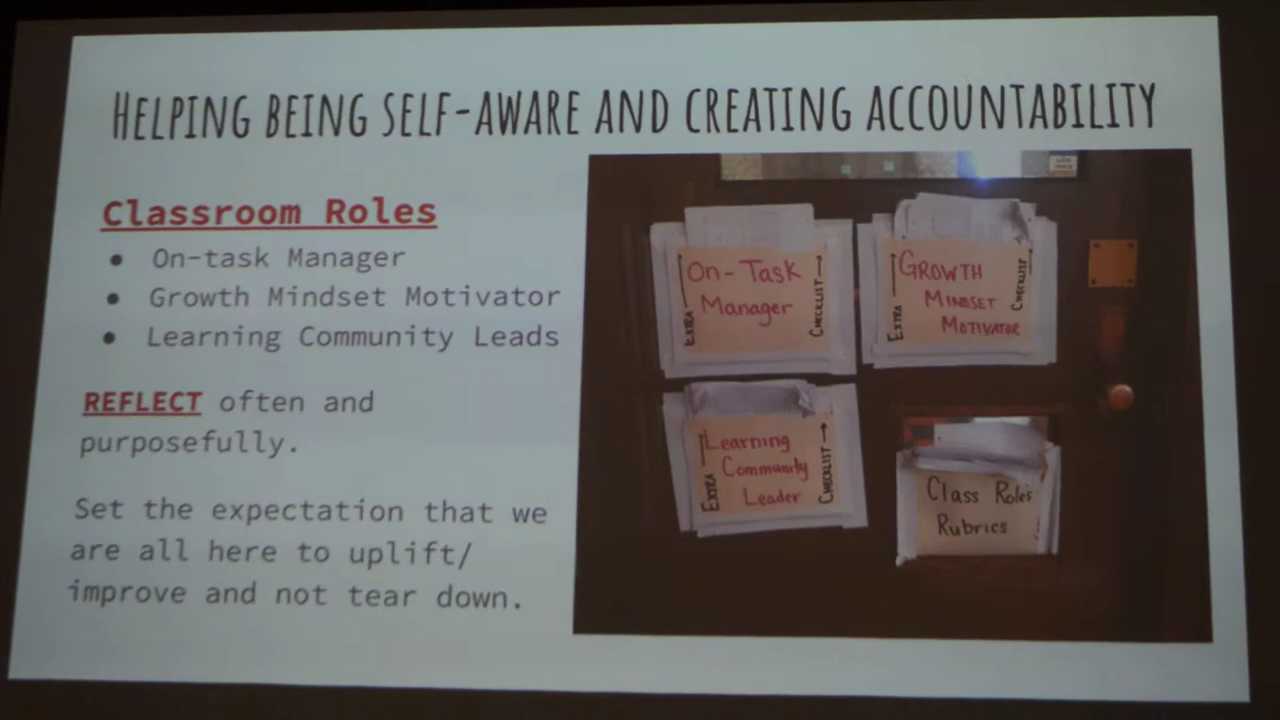 Helping being self-aware and creating accountability
Classroom Roles
● On-task Manager
● Growth Mindset Motivator
● Learning Community Leads
REFLECT often and
purposefully.
Set the expectation that we
are all here to uplift/
improve and not tear down.
On-Task
Manager
Extra
Checklist
Growth
Mindset
Motivator
Extra
Checklist
Learning
Community
Leader
Extra
Checklist
Class Roles
Rubrics